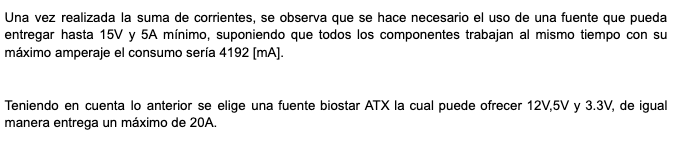 Una vez realizada la suma de corrientes, se observa que se hace necesario el uso de una fuente que pueda
entregar hasta 15V y 5A mínimo, suponiendo que todos los componentes trabajan al mismo tiempo con su
máximo amperaje el consumo sería 4192 [mA].
Teniendo en cuenta lo anterior se elige una fuente biostar ATX la cual puede ofrecer 12V,5V y 3.3V, de igual
manera entrega un máximo de 20A.